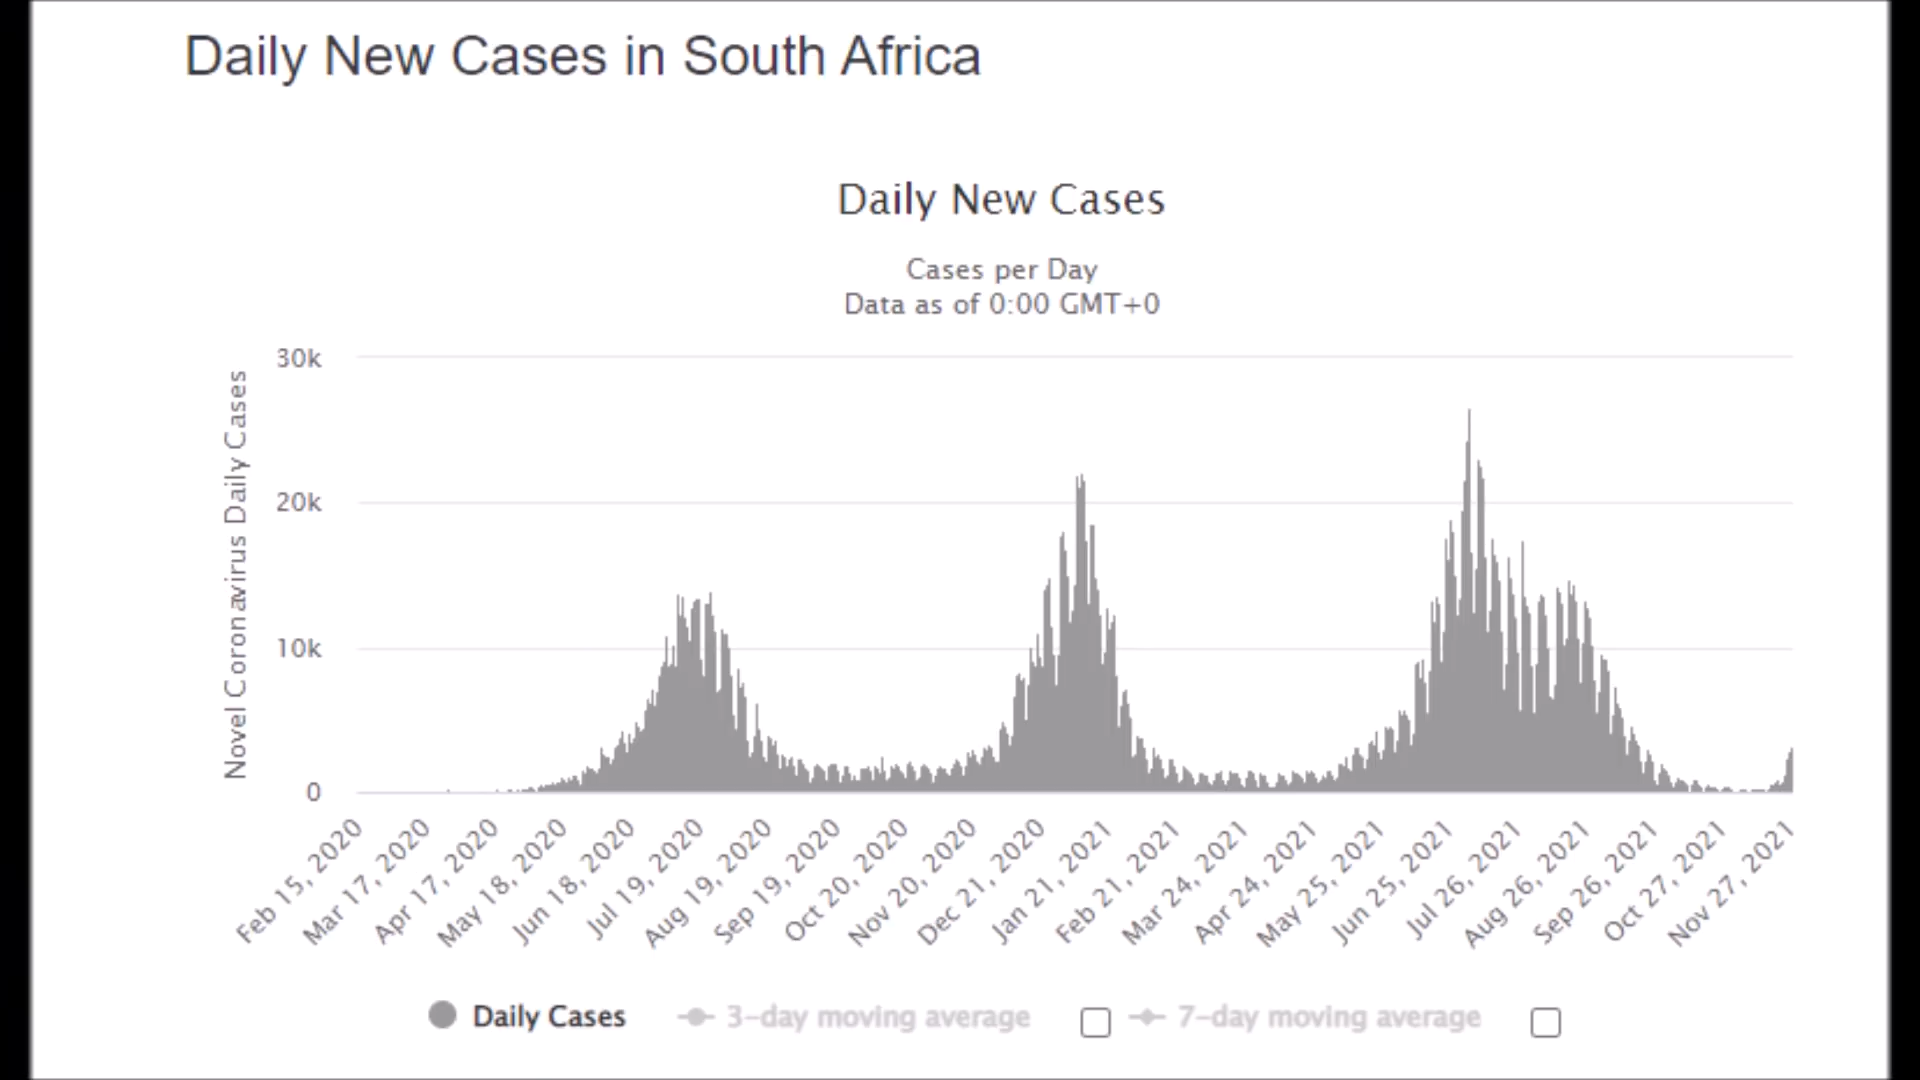 Daily New Cases in South Africa
Daily New Cases
Cases per Day
Data as of 0:00 GMT+0
Novel Coronavirus Daily Cases
30k
20k
10k
0
Feb 15, 2020
Mar 17, 2020
Apr 17, 2020
May 18, 2020
Jun 18, 2020
Jul 19, 2020
Aug 19, 2020
Sep 19, 2020
Oct 20, 2020
Nov 20, 2020
Dec 21, 2020
Jan 21, 2021
Feb 21, 2021
Mar 24, 2021
Apr 24, 2021
May 25, 2021
Jun 25, 2021
Jul 26, 2021
Aug 26, 2021
Sep 26, 2021
Oct 27, 2021
Nov 27, 2021
Daily Cases 3-day moving average 7-day moving average